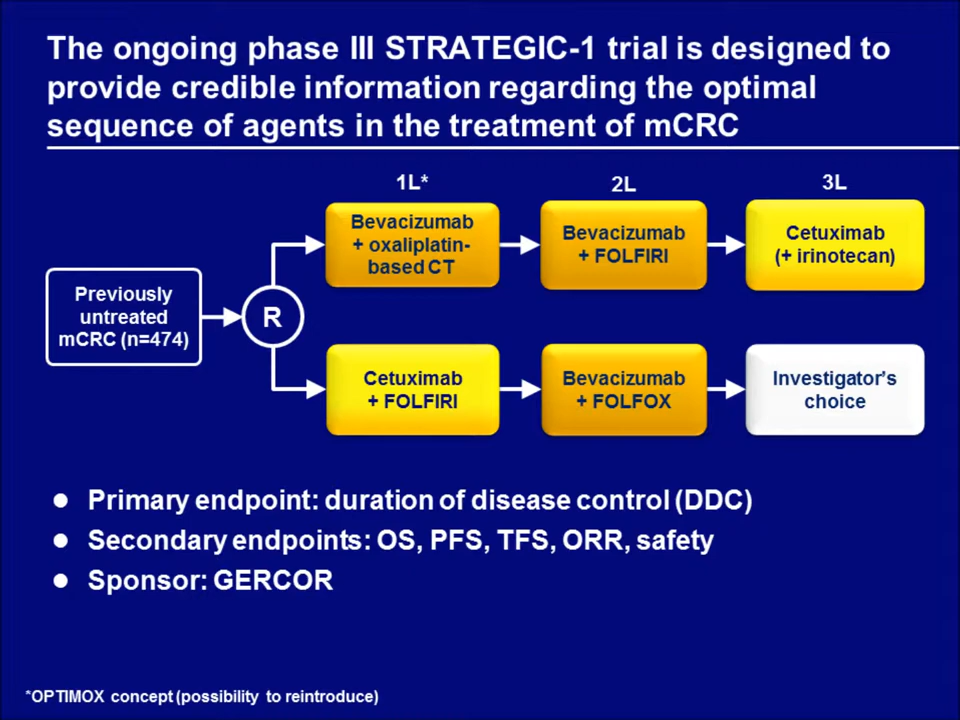 The ongoing phase III STRATEGIC-1 trial is designed to
provide credible information regarding the optimal
sequence of agents in the treatment of mCRC
1L*
2L
3L
Bevacizumab
+ oxaliplatin-
based CT
Bevacizumab
+ FOLFIRI
Cetuximab
(+ irinotecan)
Previously
untreated
mCRC (n=474)
R
Cetuximab
+ FOLFIRI
Bevacizumab
+ FOLFOX
Investigator's
choice
● Primary endpoint: duration of disease control (DDC)
● Secondary endpoints: OS, PFS, TFS, ORR, safety
● Sponsor: GERCOR
*OPTIMOX concept (possibility to reintroduce)